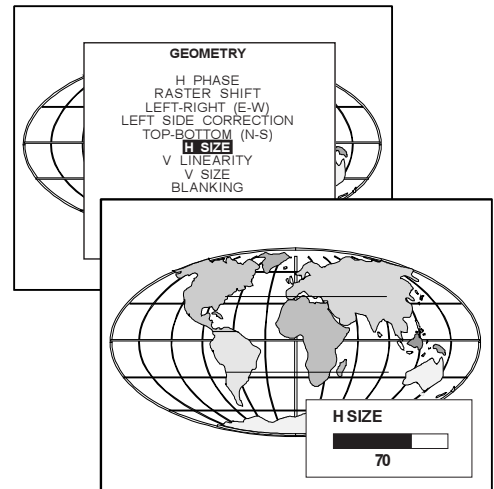 GEOMETRY
H PHASE
RASTER SHIFT
LEFT-RIGHT (E-W)
LEFT SIDE CORRECTION
TOP-BOTTOM (N-S)
H SIZE
V LINEARITY
V SIZE
BLANKING
H SIZE
70